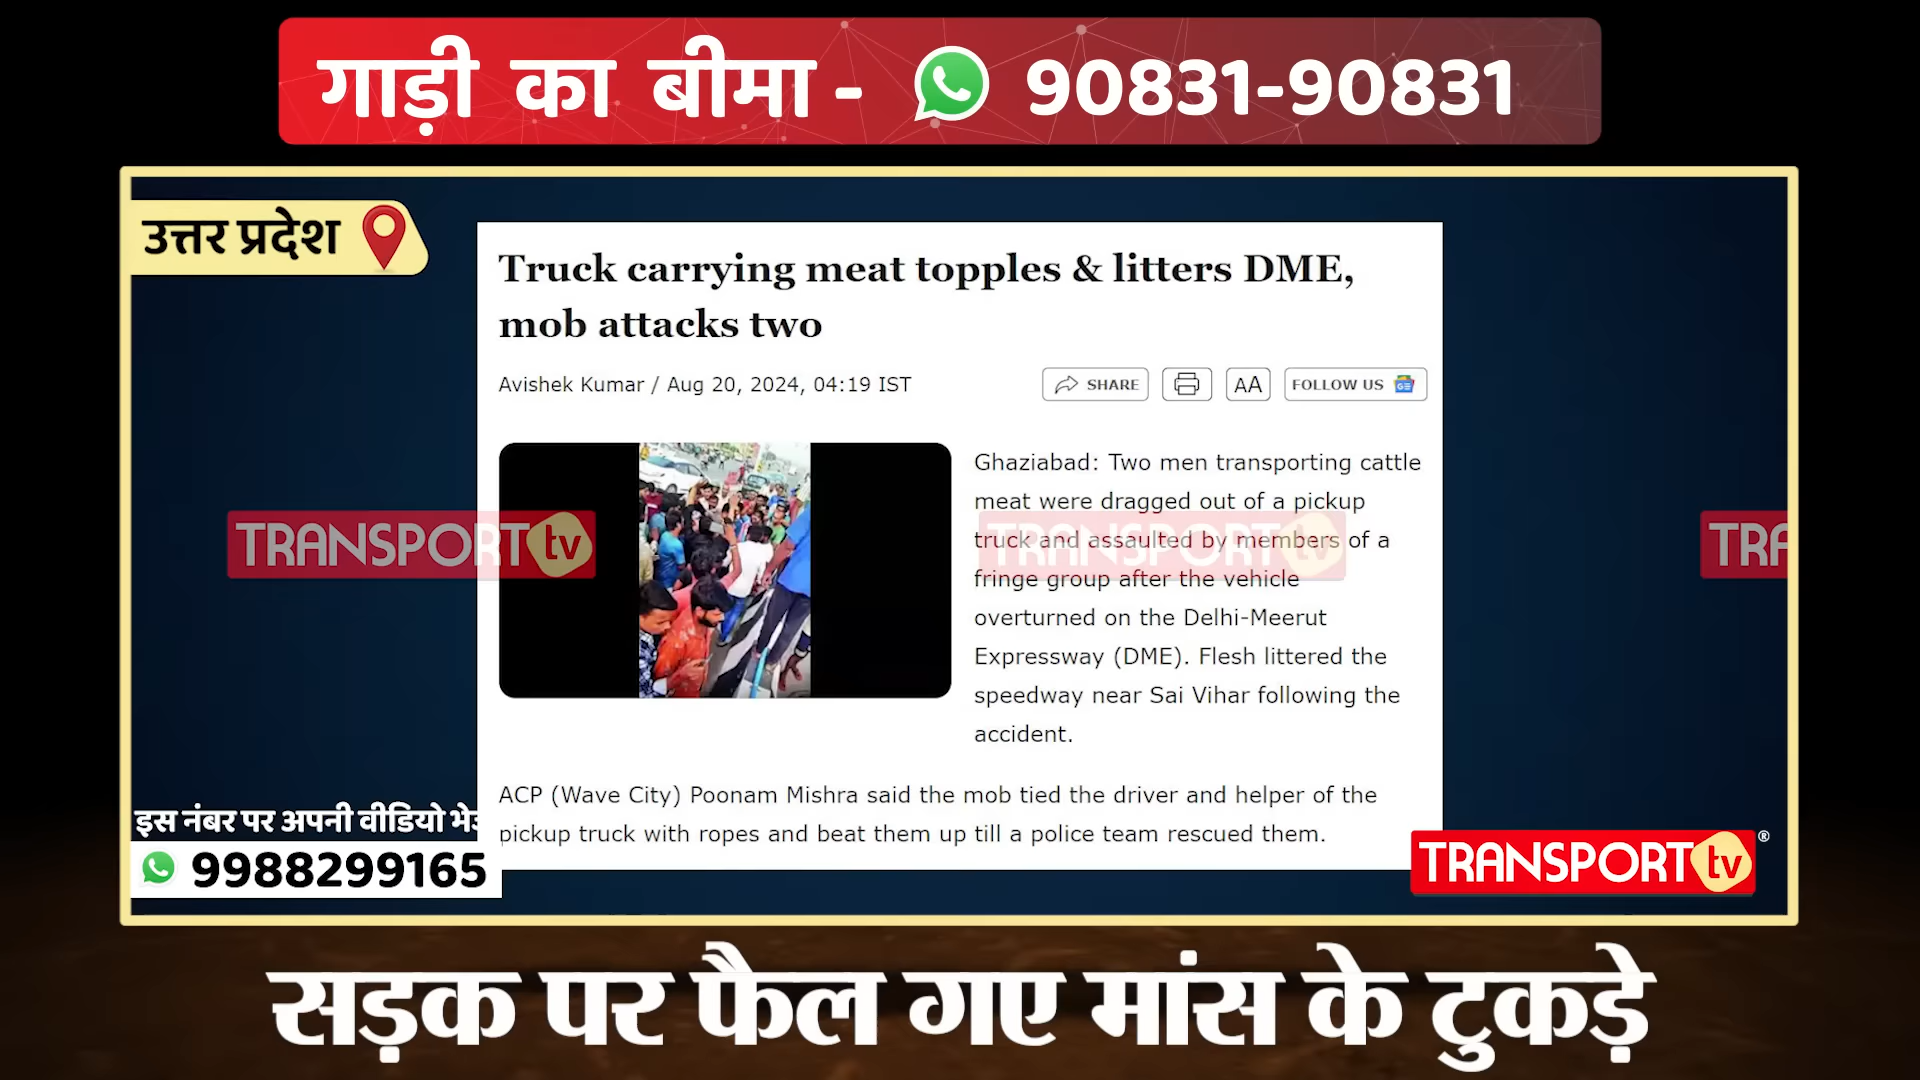 गाड़ी का बीमा - 90831-90831
उत्तर प्रदेश
Truck carrying meat topples & litters DME,
mob attacks two
Avishek Kumar / Aug 20, 2024, 04:19 IST
SHARE
AA
FOLLOW US
GE
Ghaziabad: Two men transporting cattle
meat were dragged out of a pickup
truck and assaulted by members of a
fringe group after the vehicle
overturned on the Delhi-Meerut
Expressway (DME). Flesh littered the
speedway near Sai Vihar following the
accident.
TRANSPORT tv
TRANSPORT tv
ACP (Wave City) Poonam Mishra said the mob tied the driver and helper of the
pickup truck with ropes and beat them up till a police team rescued them.
इस नंबर पर अपनी वीडियो
9988299165
TRANSPORT tv ®
सड़क पर फैल गए मांस के टुकड़े